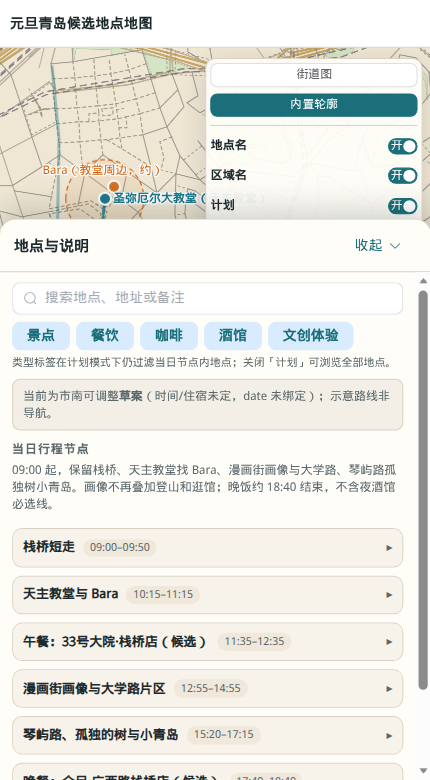 元旦青岛候选地点地图
街道图
内置轮廓
地点名 开
区域名 开
计划 开
Bara（教堂周边，约）
圣弥厄尔大教堂（
地点与说明
收起
搜索地点、地址或备注
景点 餐饮 咖啡 酒馆 文创体验
类型标签在计划模式下仍过滤当日节点内地点；关闭「计划」可浏览全部地点。
当前为市南可调整草案（时间/住宿未定，date 未绑定）；示意路线非
导航。
当日行程节点
09:00 起，保留栈桥、天主教堂找 Bara、漫画街画像与大学路、琴屿路孤
独树小青岛。画像不再叠加登山和逛馆；晚饭约 18:40 结束，不含夜酒馆
必选线。
栈桥短走 09:00–09:50
天主教堂与 Bara 10:15–11:15
午餐：33号大院·栈桥店（候选） 11:35–12:35
漫画街画像与大学路片区 12:55–14:55
琴屿路、孤独的树与小青岛 15:20–17:15